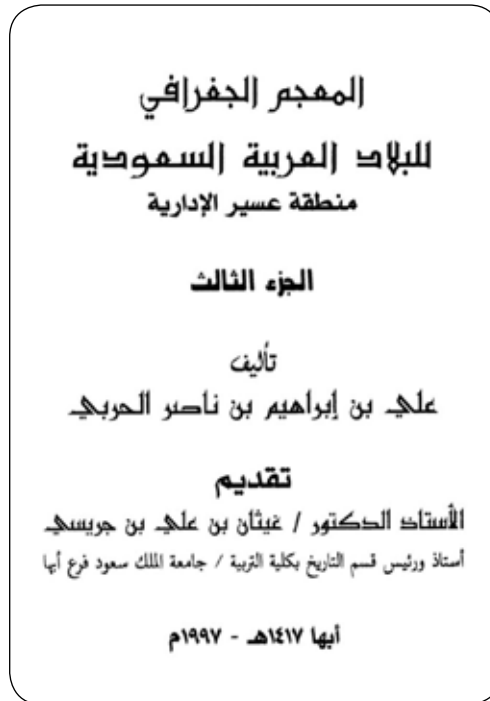 المعجم الجغرافي
للبلاد العربية السعودية
منطقة عسير الإدارية
الجزء الثالث
تأليف
علي بن إبراهيم بن ناصر الحربي
تقديم
الأستاذ الدكتور / غيثان بن علي بن جريسي
أستاذ ورئيس قسم التاريخ بكلية التربية / جامعة الملك سعود فرع أبها
أبها ١٤١٧هـ - ١٩٩٧م